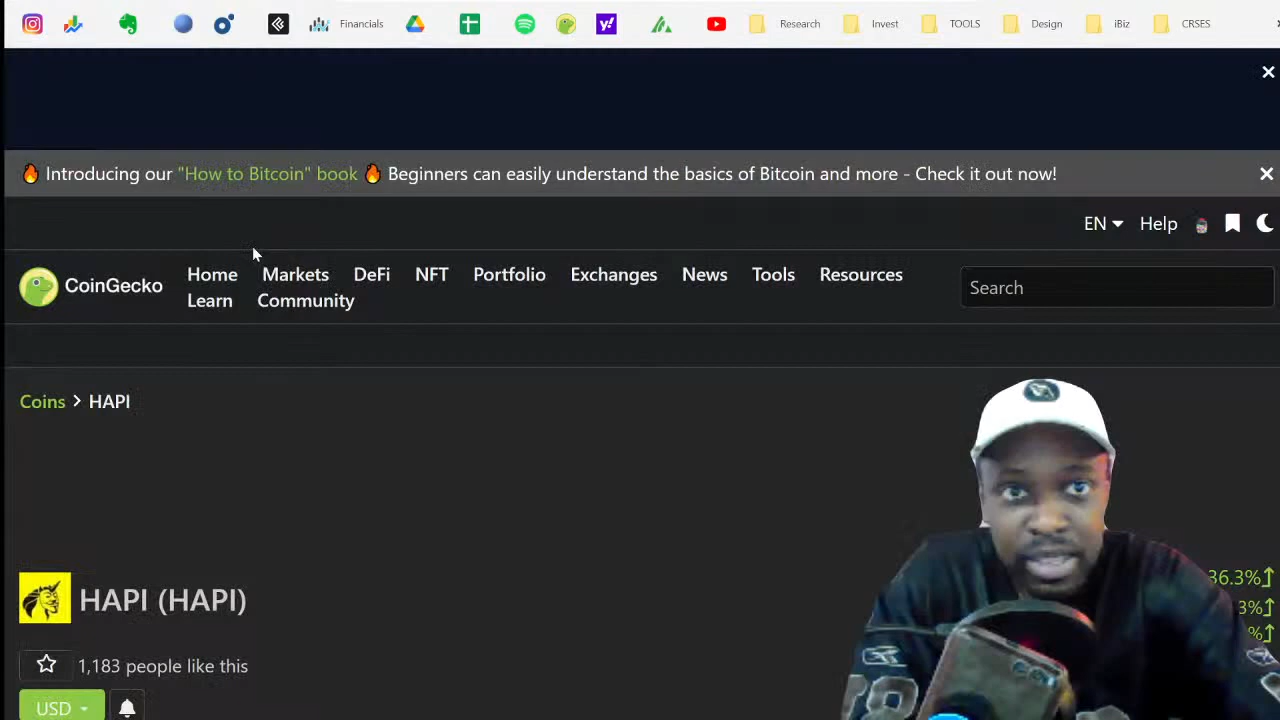 Financials Research Invest TOOLS Design iBiz CRSES
🔥 Introducing our "How to Bitcoin" book 🔥 Beginners can easily understand the basics of Bitcoin and more - Check it out now!
EN Help
CoinGecko
Home Markets DeFi NFT Portfolio Exchanges News Tools Resources
Learn Community
Search
Coins > HAPI
HAPI (HAPI)
36.3%
3%
%
1,183 people like this
USD